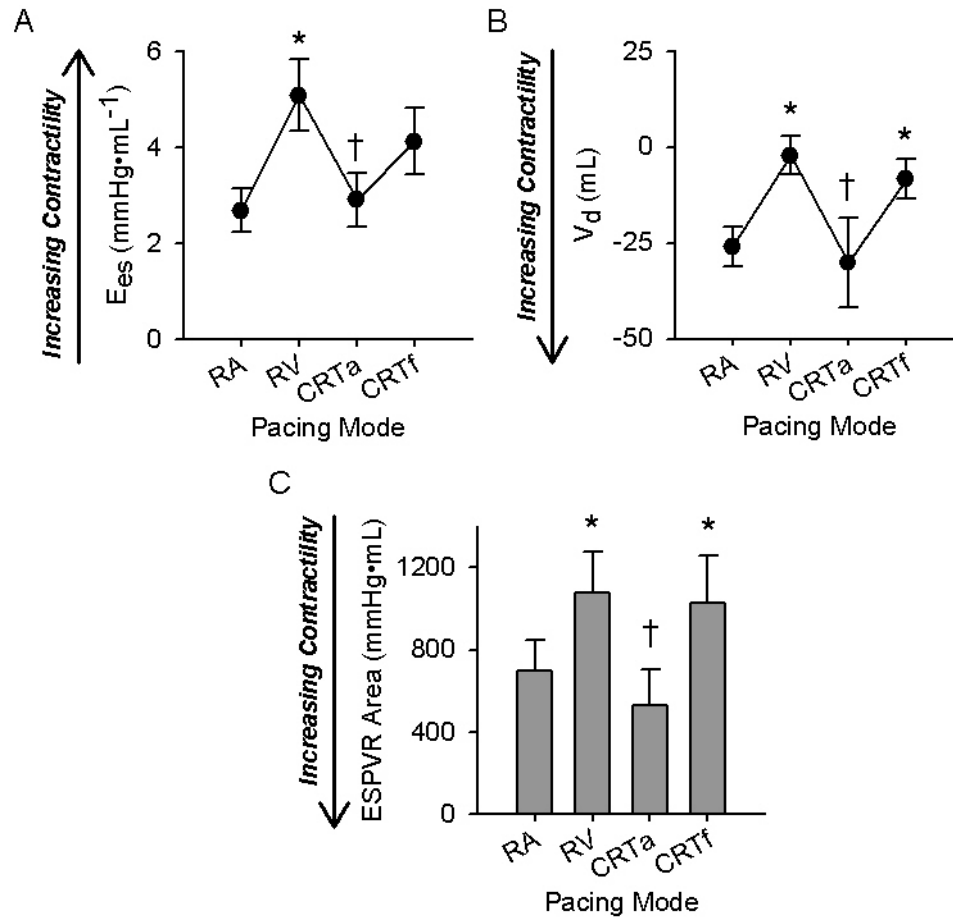 A
Increasing Contractility
Ees (mmHg•mL-1)
6
4
2
0
*
†
RA
RV
CRTa
CRTf
Pacing Mode
B
Increasing Contractility
Vd (mL)
25
0
-25
-50
*
†
*
RA
RV
CRTa
CRTf
Pacing Mode
C
Increasing Contractility
ESPVR Area (mmHg•mL)
1200
800
400
0
*
†
*
RA
RV
CRTa
CRTf
Pacing Mode